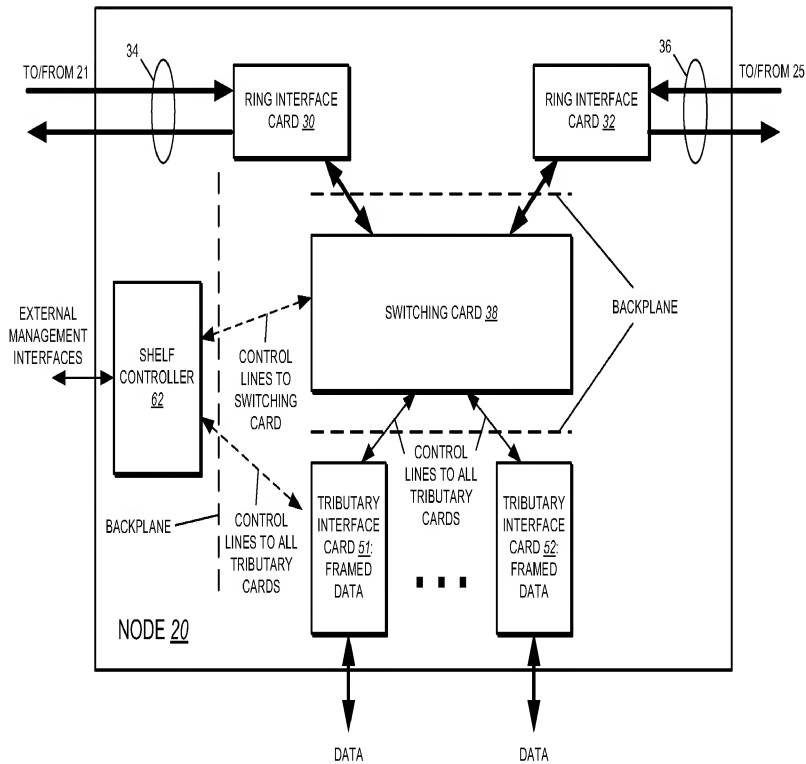 34
36
TO/FROM 21
TO/FROM 25
RING INTERFACE
CARD 30
RING INTERFACE
CARD 32
BACKPLANE
SWITCHING CARD 38
EXTERNAL
MANAGEMENT
INTERFACES
SHELF
CONTROLLER
62
CONTROL
LINES TO
SWITCHING
CARD
CONTROL
LINES TO ALL
TRIBUTARY
CARDS
BACKPLANE
CONTROL
LINES TO ALL
TRIBUTARY
CARDS
TRIBUTARY
INTERFACE
CARD 51:
FRAMED
DATA
TRIBUTARY
INTERFACE
CARD 52:
FRAMED
DATA
NODE 20
DATA
DATA